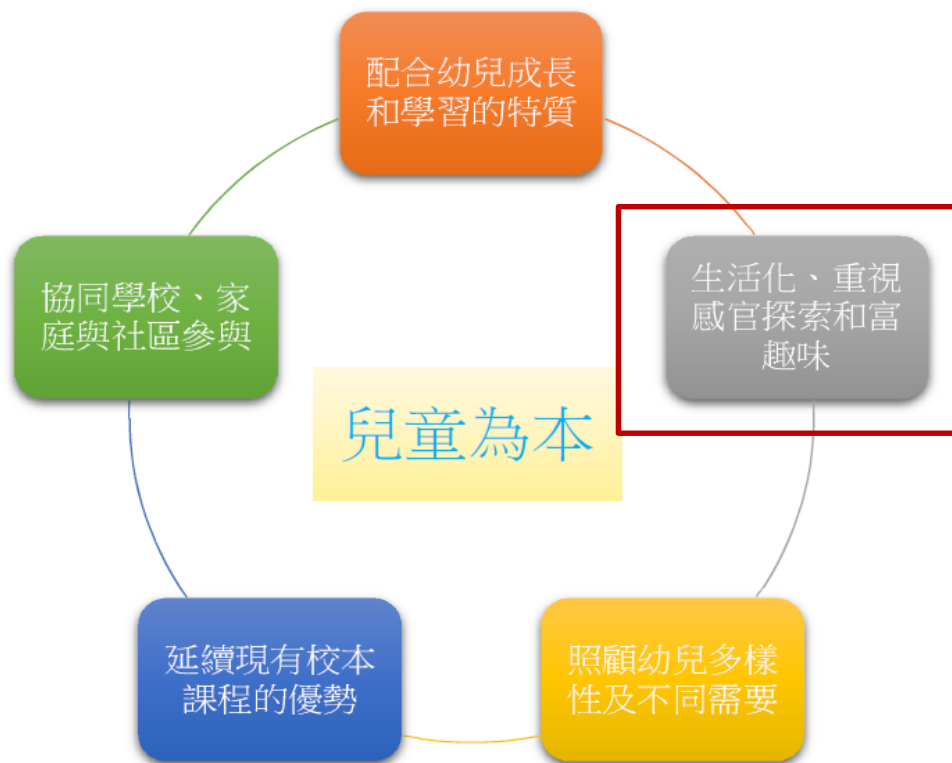 配合幼兒成長
和學習的特質
生活化、重視
感官探索和富
趣味
照顧幼兒多樣
性及不同需要
延續現有校本
課程的優勢
協同學校、家
庭與社區參與
兒童為本